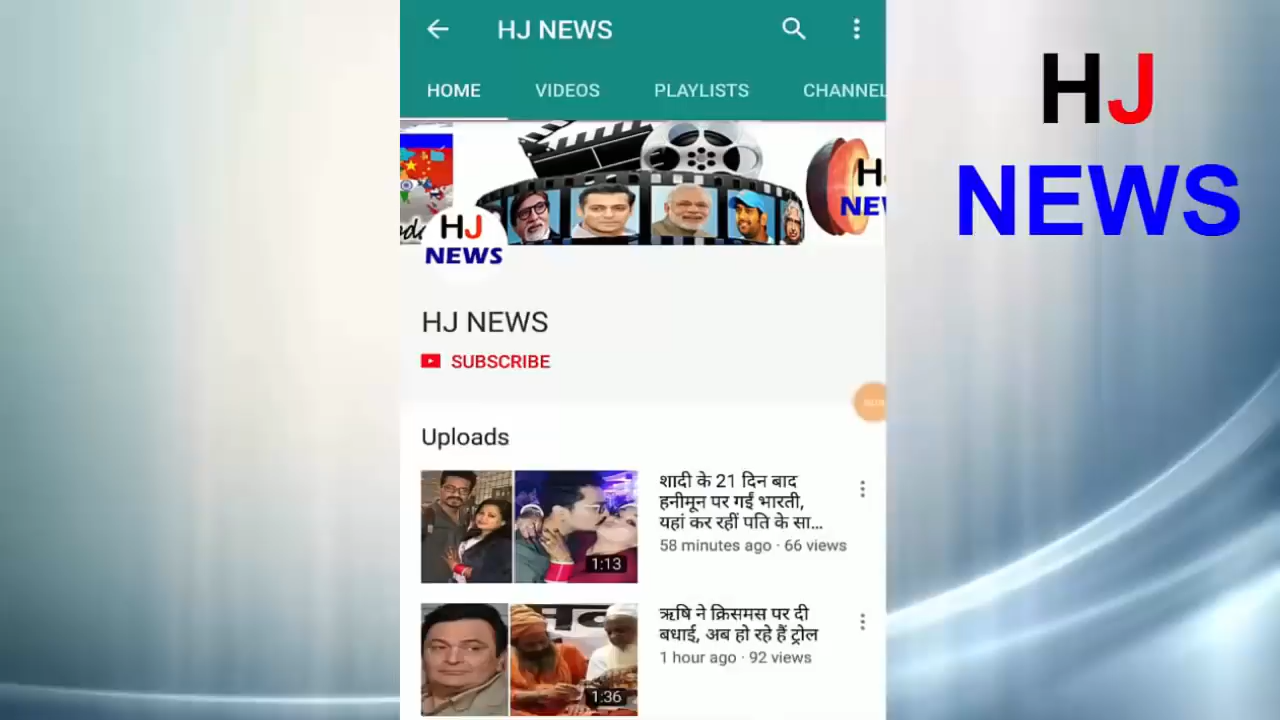 HJ NEWS
HOME VIDEOS PLAYLISTS CHANNEL
HJ
NEWS
HJ
NEWS
HJ NEWS
SUBSCRIBE
Uploads
शादी के 21 दिन बाद
हनीमून पर गईं भारती,
यहां कर रहीं पति के सा...
58 minutes ago · 66 views
1:13
ऋषि ने क्रिसमस पर दी
बधाई, अब हो रहे हैं ट्रोल
1 hour ago · 92 views
1:36